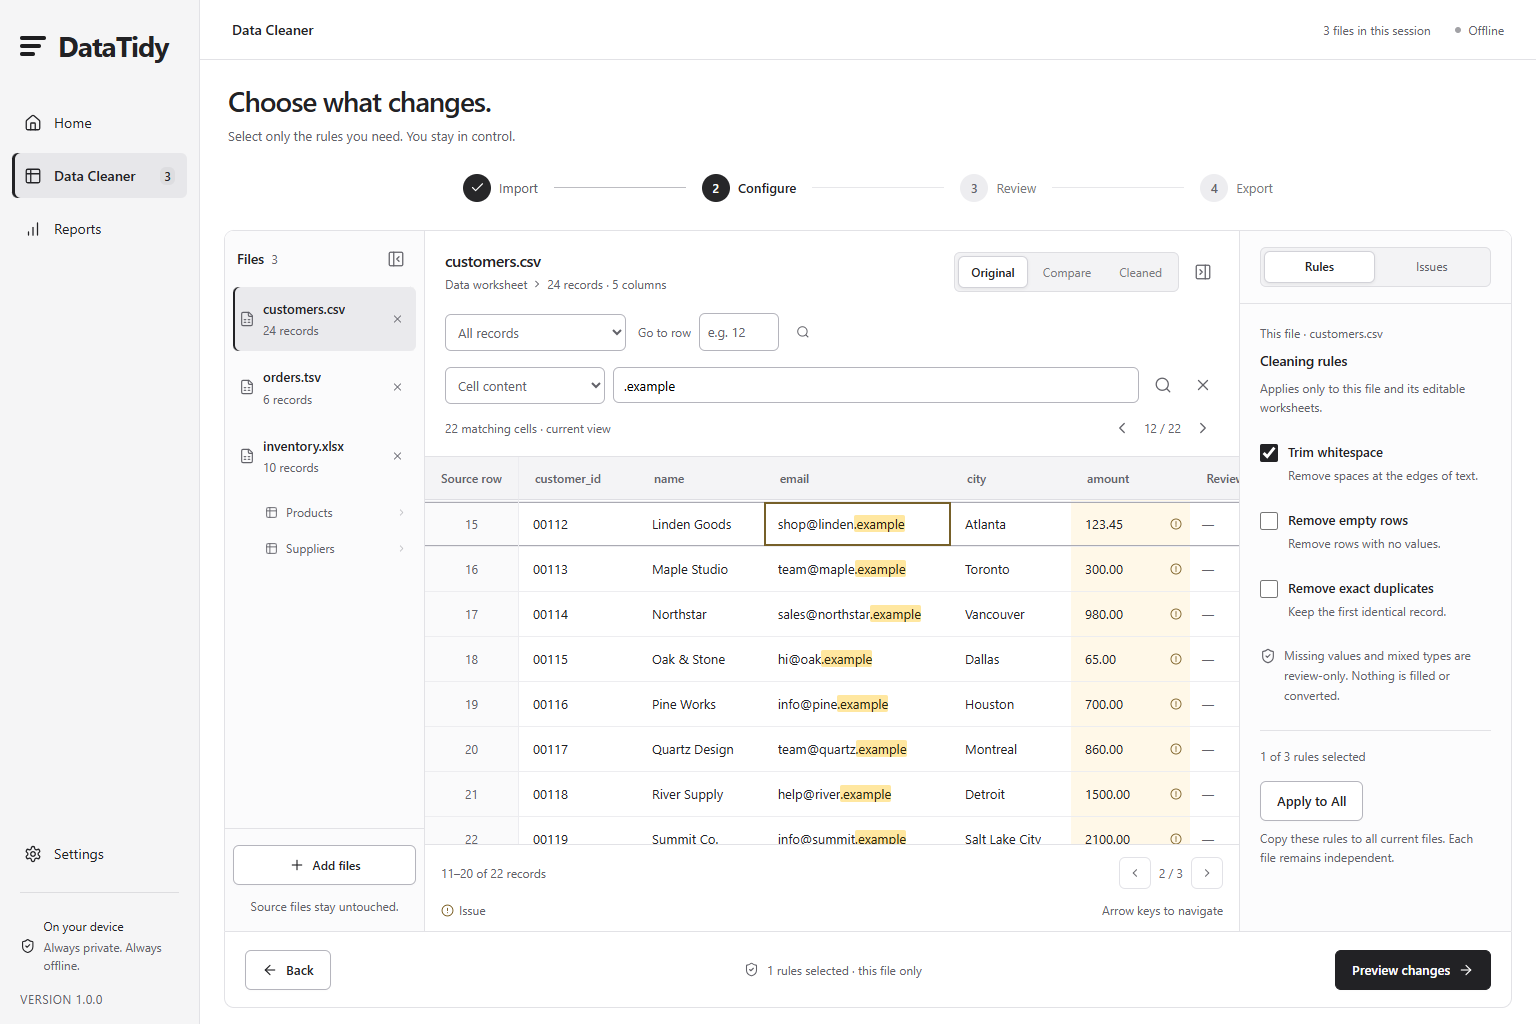 DataTidy
Home
Data Cleaner 3
Reports
Settings
On your device
Always private. Always
offline.
VERSION 1.0.0
Data Cleaner
3 files in this session
Offline
Choose what changes.
Select only the rules you need. You stay in control.
Import
2 Configure
3 Review
4 Export
Files 3
customers.csv
24 records
orders.tsv
6 records
inventory.xlsx
10 records
Products
Suppliers
Add files
Source files stay untouched.
customers.csv
Data worksheet > 24 records · 5 columns
Original Compare Cleaned
All records Go to row e.g. 12
Cell content .example
22 matching cells · current view
12 / 22
Source row customer_id name email city amount Review
15 00112 Linden Goods shop@linden.example Atlanta 123.45 —
16 00113 Maple Studio team@maple.example Toronto 300.00 —
17 00114 Northstar sales@northstar.example Vancouver 980.00 —
18 00115 Oak & Stone hi@oak.example Dallas 65.00 —
19 00116 Pine Works info@pine.example Houston 700.00 —
20 00117 Quartz Design team@quartz.example Montreal 860.00 —
21 00118 River Supply help@river.example Detroit 1500.00 —
22 00119 Summit Co. info@summit.example Salt Lake City 2100.00 —
11–20 of 22 records
2 / 3
Issue
Arrow keys to navigate
Rules Issues
This file · customers.csv
Cleaning rules
Applies only to this file and its editable
worksheets.
Trim whitespace
Remove spaces at the edges of text.
Remove empty rows
Remove rows with no values.
Remove exact duplicates
Keep the first identical record.
Missing values and mixed types are
review-only. Nothing is filled or
converted.
1 of 3 rules selected
Apply to All
Copy these rules to all current files. Each
file remains independent.
Back
1 rules selected · this file only
Preview changes